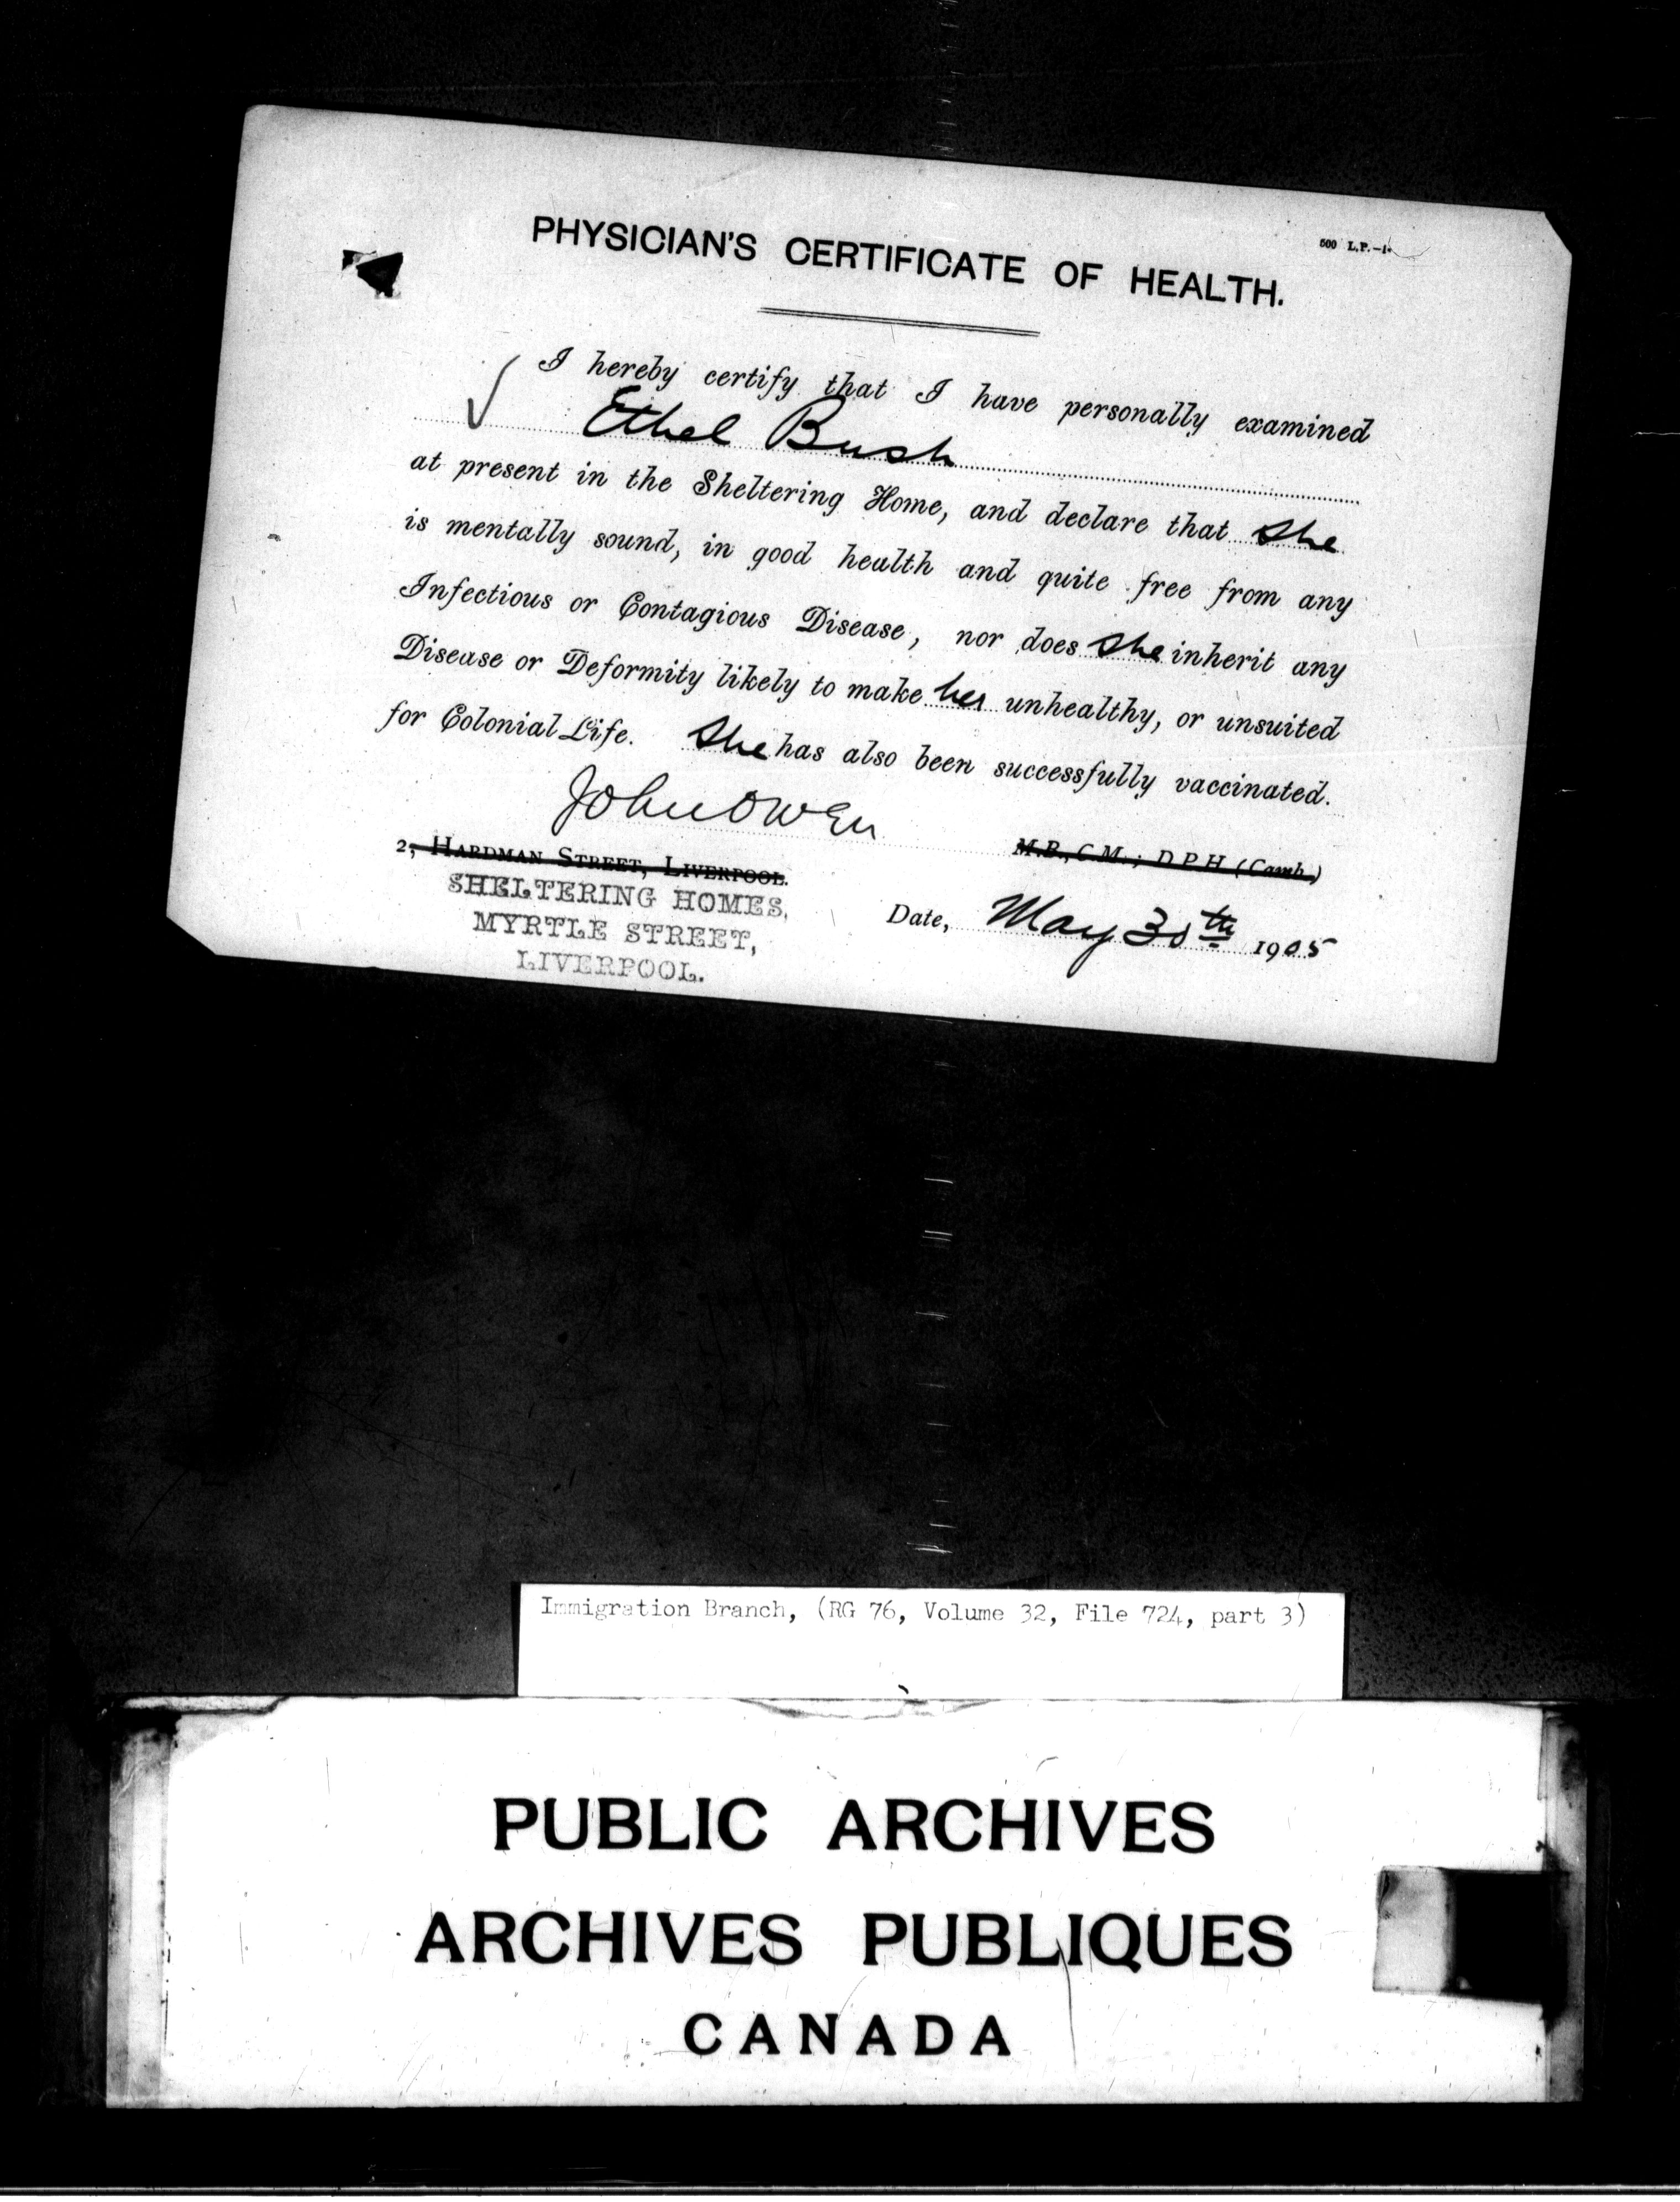 500 L.P.—1
PHYSICIAN'S CERTIFICATE OF HEALTH.
I hereby certify that I have personally examined
Ethel Bush
at present in the Sheltering Home, and declare that she
is mentally sound, in good health and quite free from any
Infectious or Contagious Disease, nor does she inherit any
Disease or Deformity likely to make her unhealthy, or unsuited
for Colonial Life. She has also been successfully vaccinated.
John Owen
M.B., C.M.; D.P.H (Camb.)
2, HARDMAN STREET, LIVERPOOL.
SHELTERING HOMES,
MYRTLE STREET,
LIVERPOOL.
Date, May 30th 1905
Immigration Branch, (RG 76, Volume 32, File 724, part 3)
PUBLIC ARCHIVES
ARCHIVES PUBLIQUES
CANADA